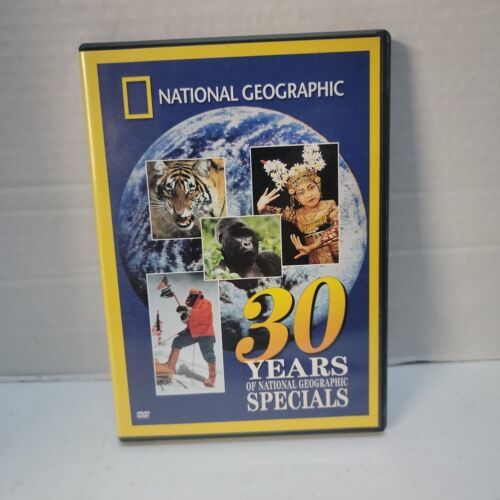 NATIONAL GEOGRAPHIC
30
YEARS
OF NATIONAL GEOGRAPHIC
SPECIALS
DVD